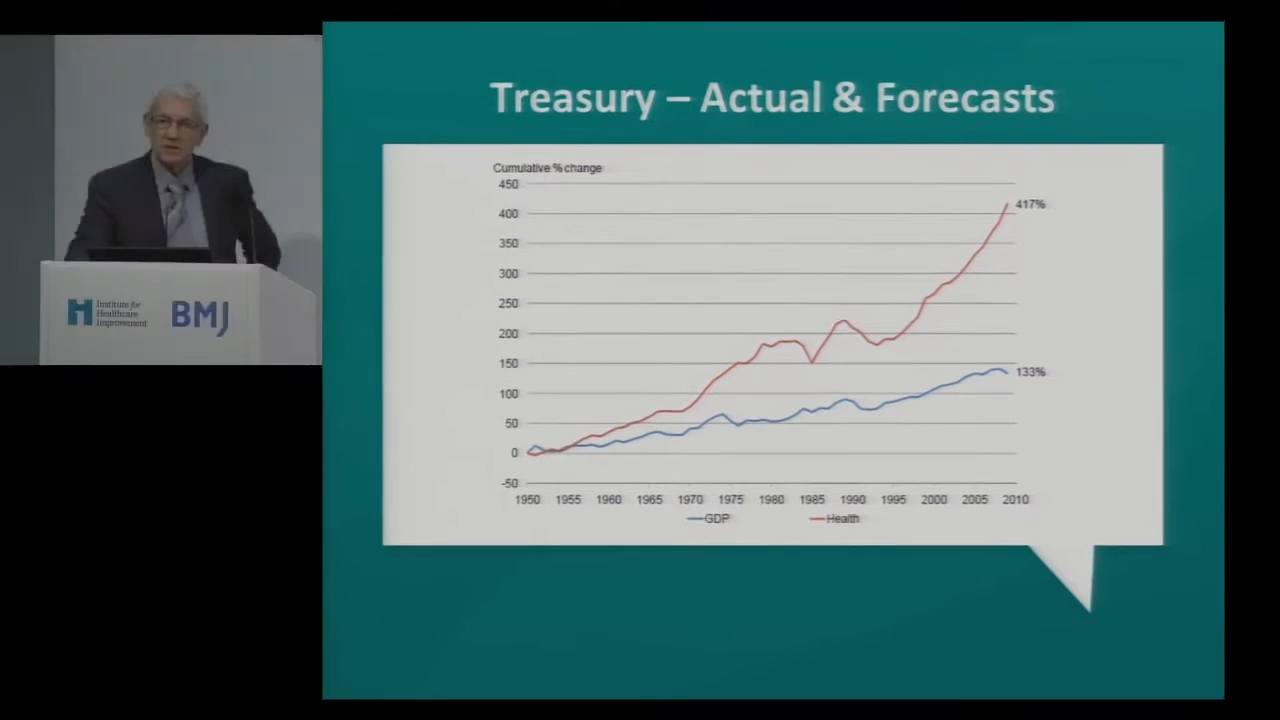 Treasury – Actual & Forecasts
Cumulative % change
450
400
350
300
250
200
150
100
50
0
-50
417%
133%
1950 1955 1960 1965 1970 1975 1980 1985 1990 1995 2000 2005 2010
GDP Health
Institute for
Healthcare
Improvement
BMJ